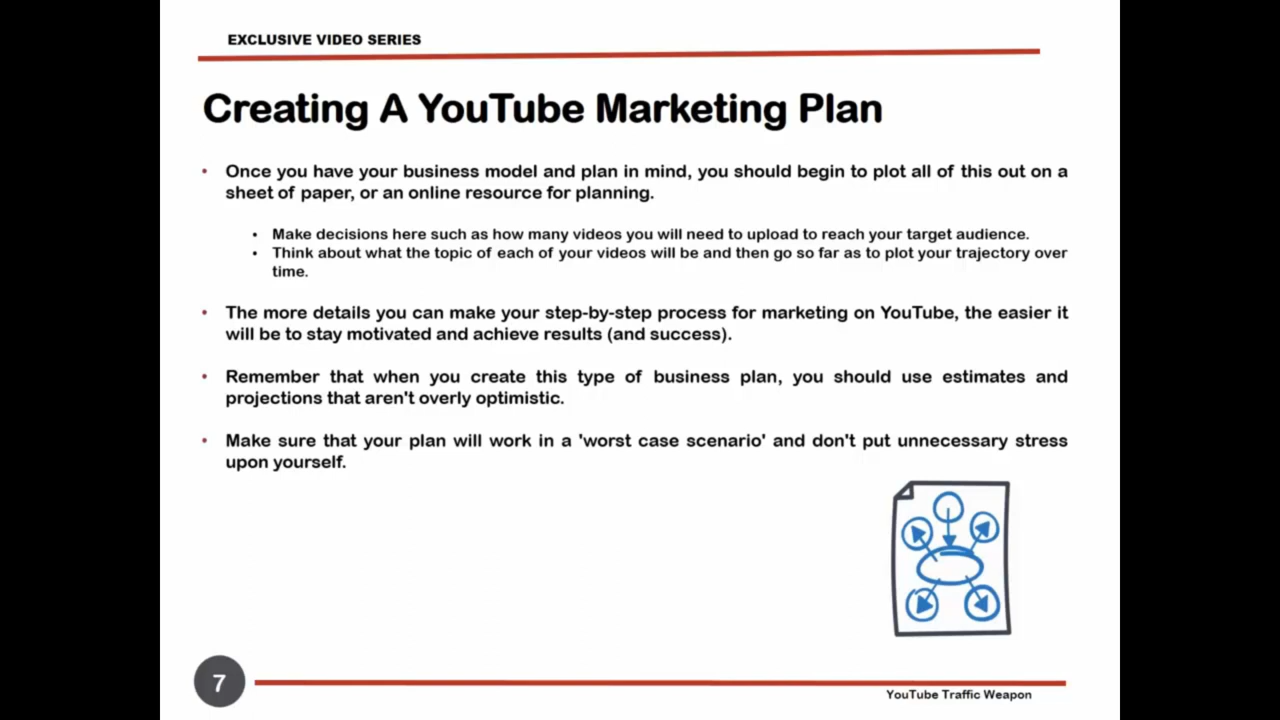 EXCLUSIVE VIDEO SERIES
Creating A YouTube Marketing Plan
• Once you have your business model and plan in mind, you should begin to plot all of this out on a
sheet of paper, or an online resource for planning.
• Make decisions here such as how many videos you will need to upload to reach your target audience.
• Think about what the topic of each of your videos will be and then go so far as to plot your trajectory over
time.
• The more details you can make your step-by-step process for marketing on YouTube, the easier it
will be to stay motivated and achieve results (and success).
• Remember that when you create this type of business plan, you should use estimates and
projections that aren't overly optimistic.
• Make sure that your plan will work in a 'worst case scenario' and don't put unnecessary stress
upon yourself.
7
YouTube Traffic Weapon